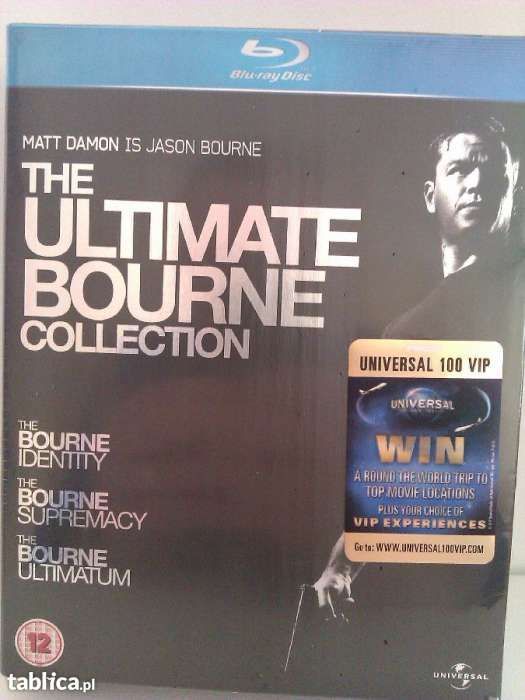 Blu-ray Disc
MATT DAMON IS JASON BOURNE
THE
ULTIMATE
BOURNE
COLLECTION
UNIVERSAL 100 VIP
UNIVERSAL
WIN
A ROUND THE WORLD TRIP TO
TOP MOVIE LOCATIONS
PLUS YOUR CHOICE OF
VIP EXPERIENCES
Go to: WWW.UNIVERSAL100VIP.COM
THE
BOURNE
IDENTITY
THE
BOURNE
SUPREMACY
THE
BOURNE
ULTIMATUM
12
UNIVERSAL
tablica.pl